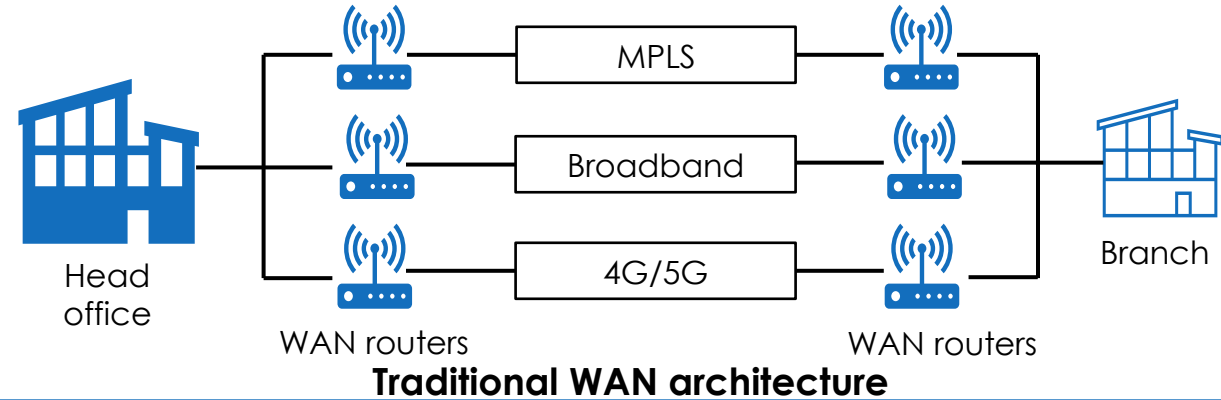 MPLS
Broadband
4G/5G
Head
office
Branch
WAN routers
WAN routers
Traditional WAN architecture